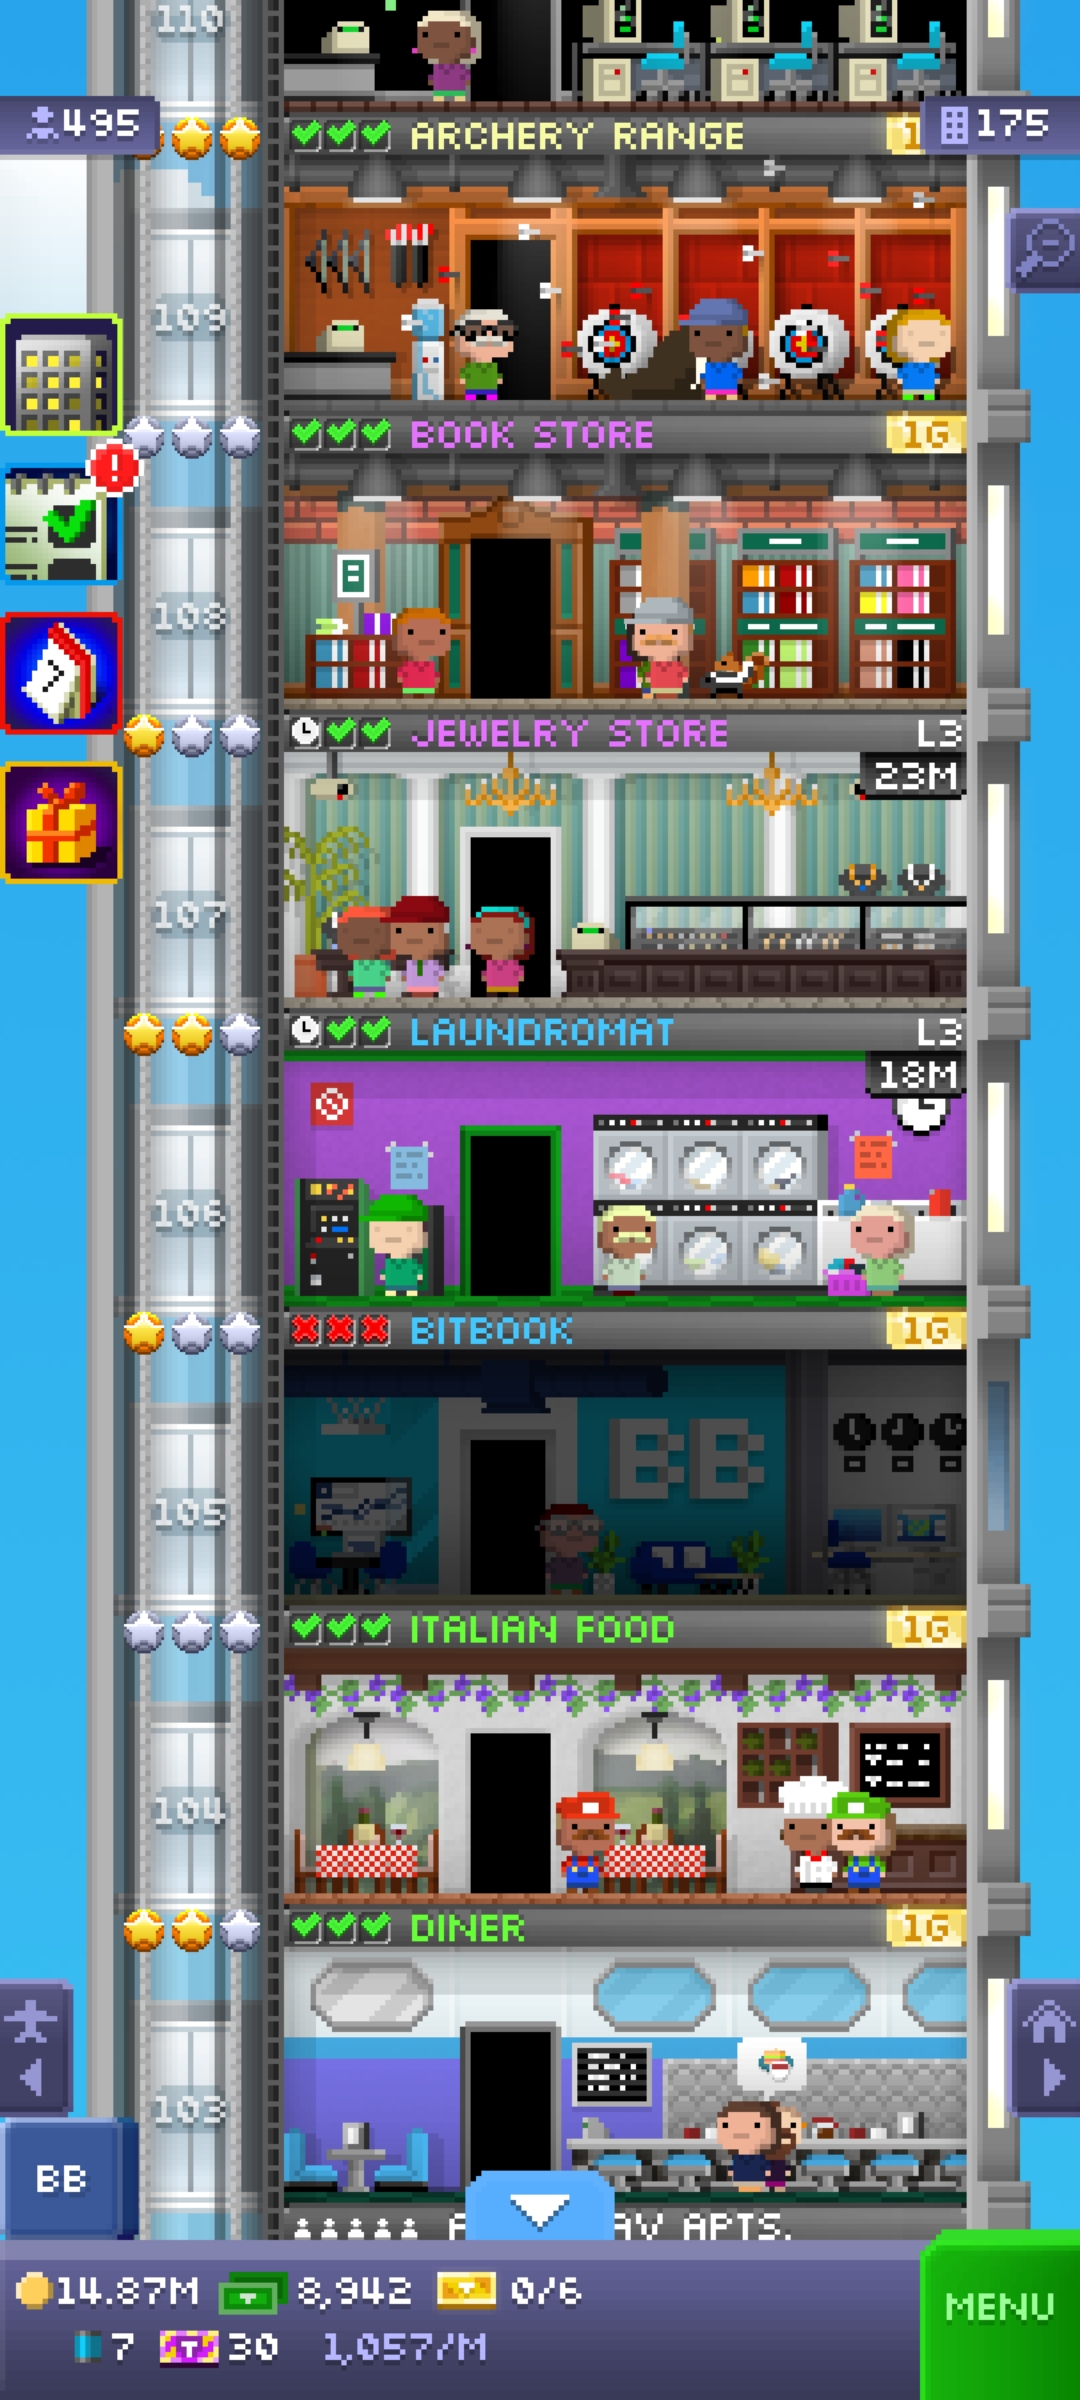 110
495
ARCHERY RANGE
175
109
BOOK STORE
1G
108
JEWELRY STORE
L3
23M
107
LAUNDROMAT
L3
18M
106
BITBOOK
1G
BB
105
ITALIAN FOOD
1G
104
DINER
1G
103
BB
AV APTS.
14.87M
8,942
0/6
7
30
1,057/M
MENU